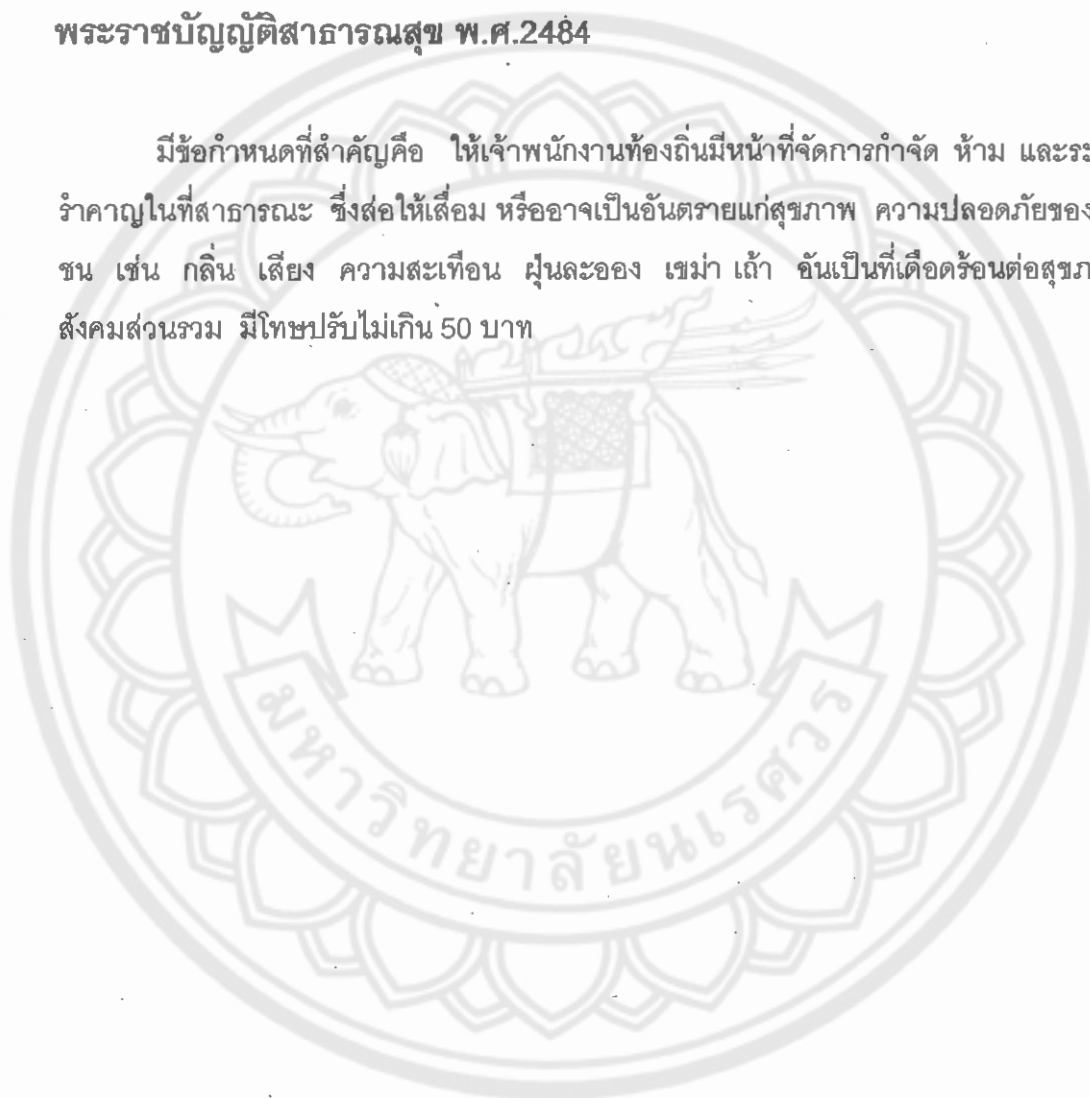 พระราชบัญญัติสาธารณสุข พ.ศ.2484
มีข้อกำหนดที่สำคัญคือ ให้เจ้าพนักงานท้องถิ่นมีหน้าที่จัดการกำจัด ห้าม และระ
รำคาญในที่สาธารณะ ซึ่งส่อให้เสื่อม หรืออาจเป็นอันตรายแก่สุขภาพ ความปลอดภัยของ
ชน เช่น กลิ่น เสียง ความสะเทือน ฝุ่นละออง เขม่า เถ้า อันเป็นที่เดือดร้อนต่อสุขภ
สังคมส่วนรวม มีโทษปรับไม่เกิน 50 บาท
มหาวิทยาลัยนเรศวร